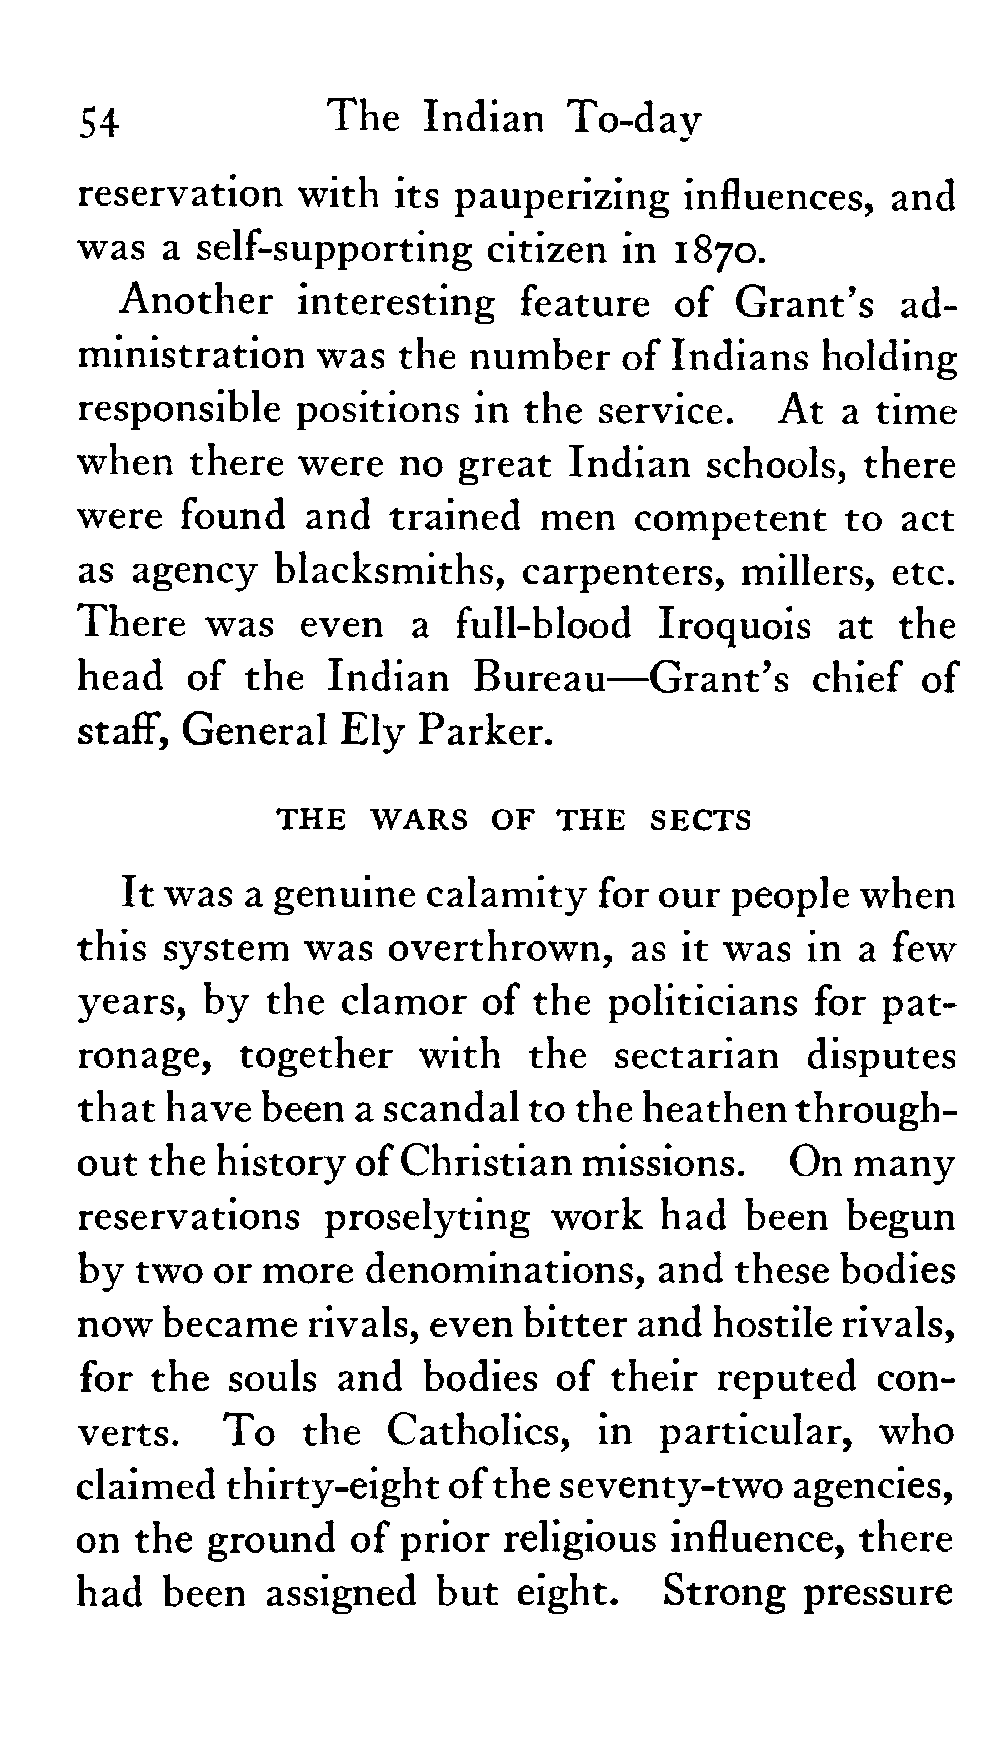 54 The Indian To-day
reservation with its pauperizing influences, and
was a self-supporting citizen in 1870.
Another interesting feature of Grant's ad-
ministration was the number of Indians holding
responsible positions in the service. At a time
when there were no great Indian schools, there
were found and trained men competent to act
as agency blacksmiths, carpenters, millers, etc.
There was even a full-blood Iroquois at the
head of the Indian Bureau—Grant's chief of
staff, General Ely Parker.
THE WARS OF THE SECTS
It was a genuine calamity for our people when
this system was overthrown, as it was in a few
years, by the clamor of the politicians for pat-
ronage, together with the sectarian disputes
that have been a scandal to the heathen through-
out the history of Christian missions. On many
reservations proselyting work had been begun
by two or more denominations, and these bodies
now became rivals, even bitter and hostile rivals,
for the souls and bodies of their reputed con-
verts. To the Catholics, in particular, who
claimed thirty-eight of the seventy-two agencies,
on the ground of prior religious influence, there
had been assigned but eight. Strong pressure